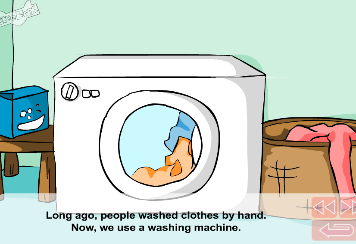 Long ago, people washed clothes by hand.
Now, we use a washing machine.